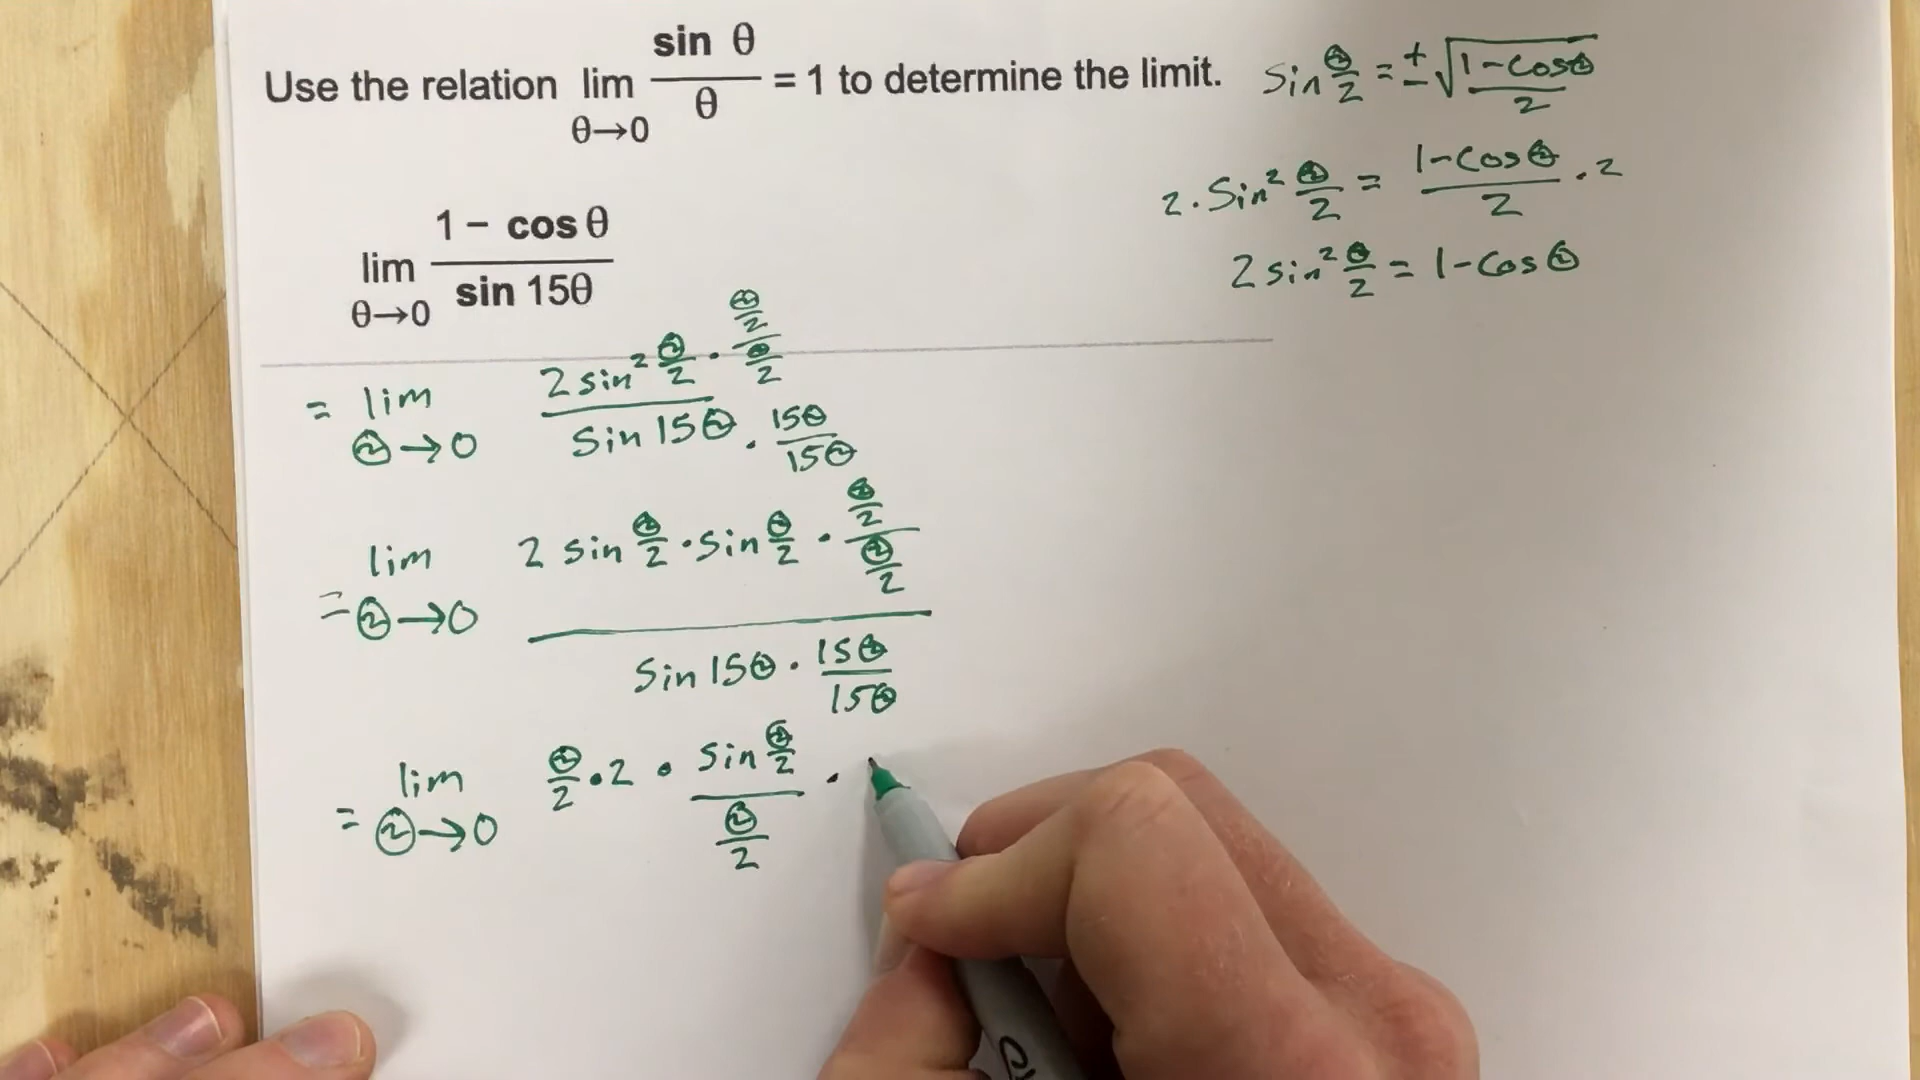 Use the relation lim θ→0 sin θ / θ = 1 to determine the limit.
lim θ→0 (1 − cos θ) / (sin 15θ)
sin θ/2 = ± √((1-cosθ)/2)
2 · sin² θ/2 = (1-cosθ)/2 · 2
2 sin² θ/2 = 1-cosθ
= lim θ→0 (2 sin² θ/2 · (θ/2)/(θ/2)) / (sin 15θ · 15θ/15θ)
= lim θ→0 (2 sin θ/2 · sin θ/2 · (θ/2)/(θ/2)) / (sin 15θ · 15θ/15θ)
= lim θ→0 θ/2 · 2 · (sin θ/2)/(θ/2) ·